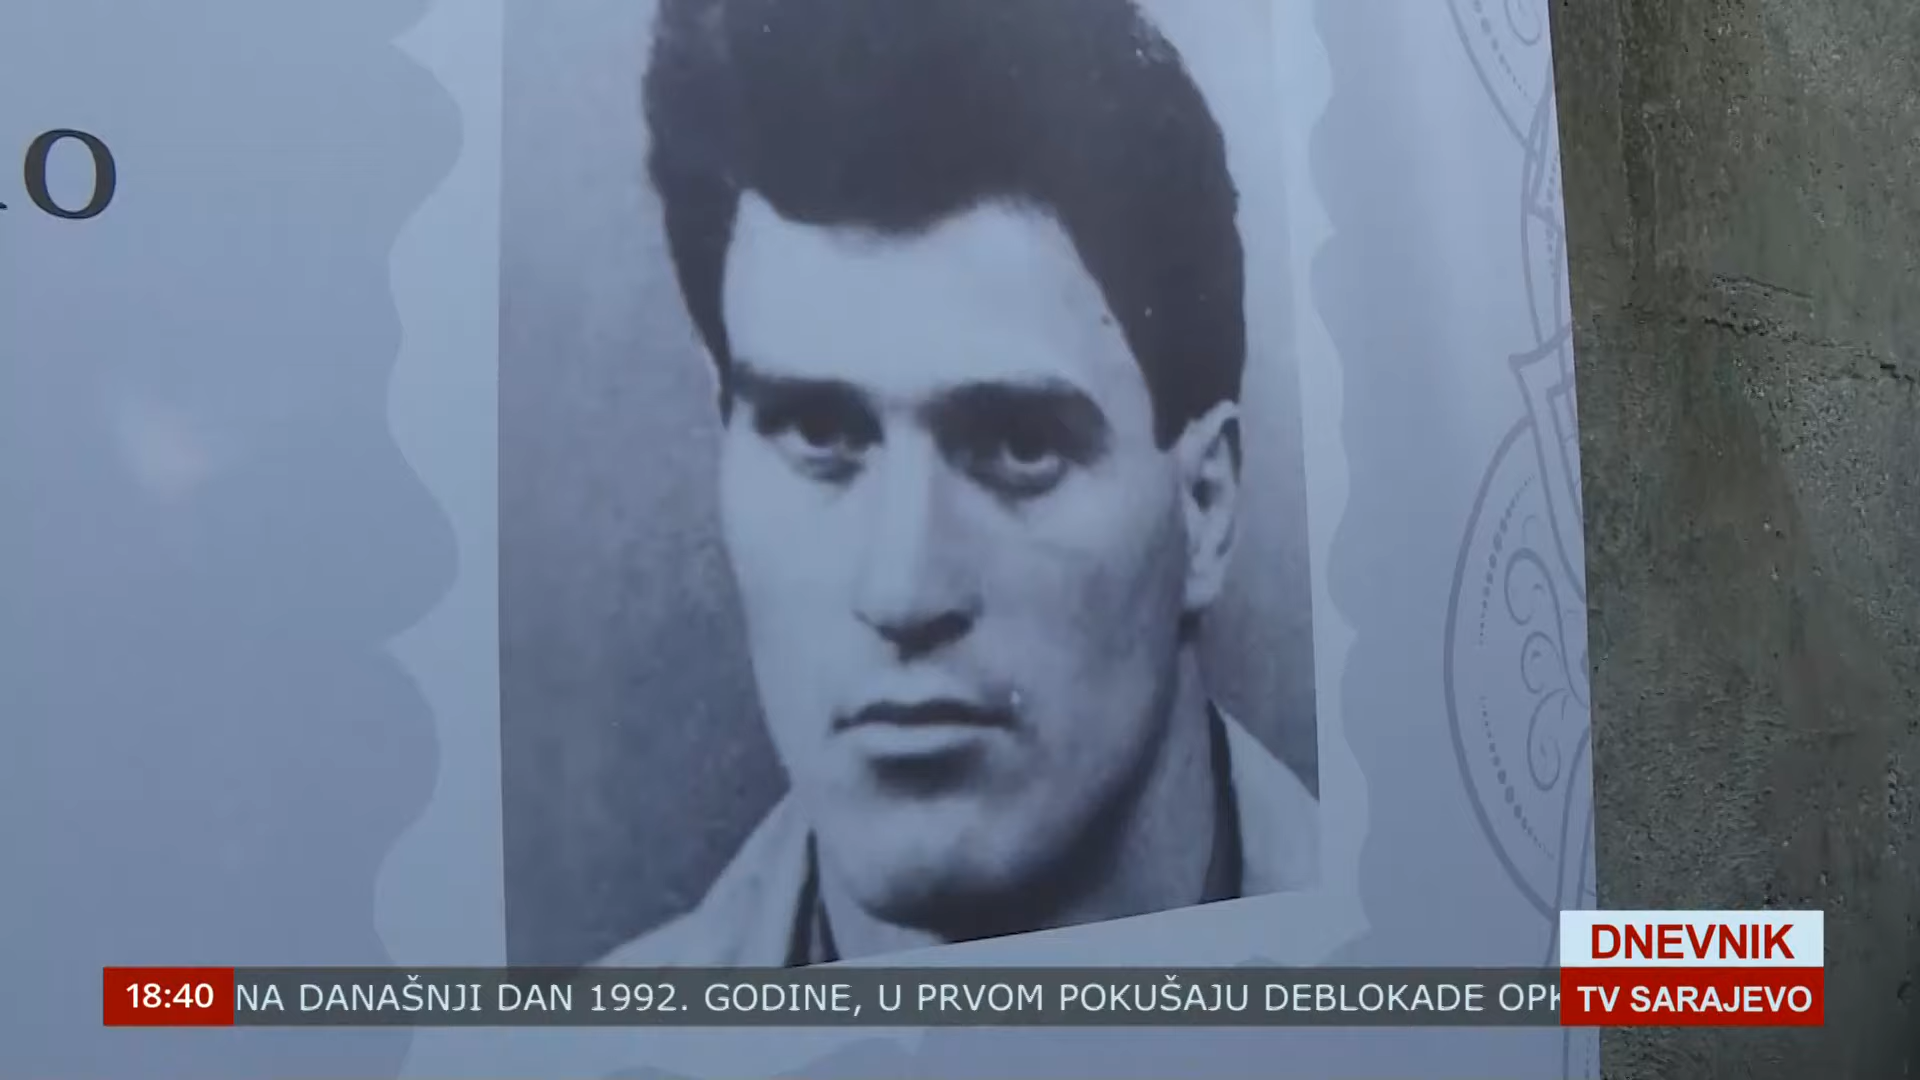 O
DNEVNIK
18:40 NA DANAŠNJI DAN 1992. GODINE, U PRVOM POKUŠAJU DEBLOKADE
TV SARAJEVO